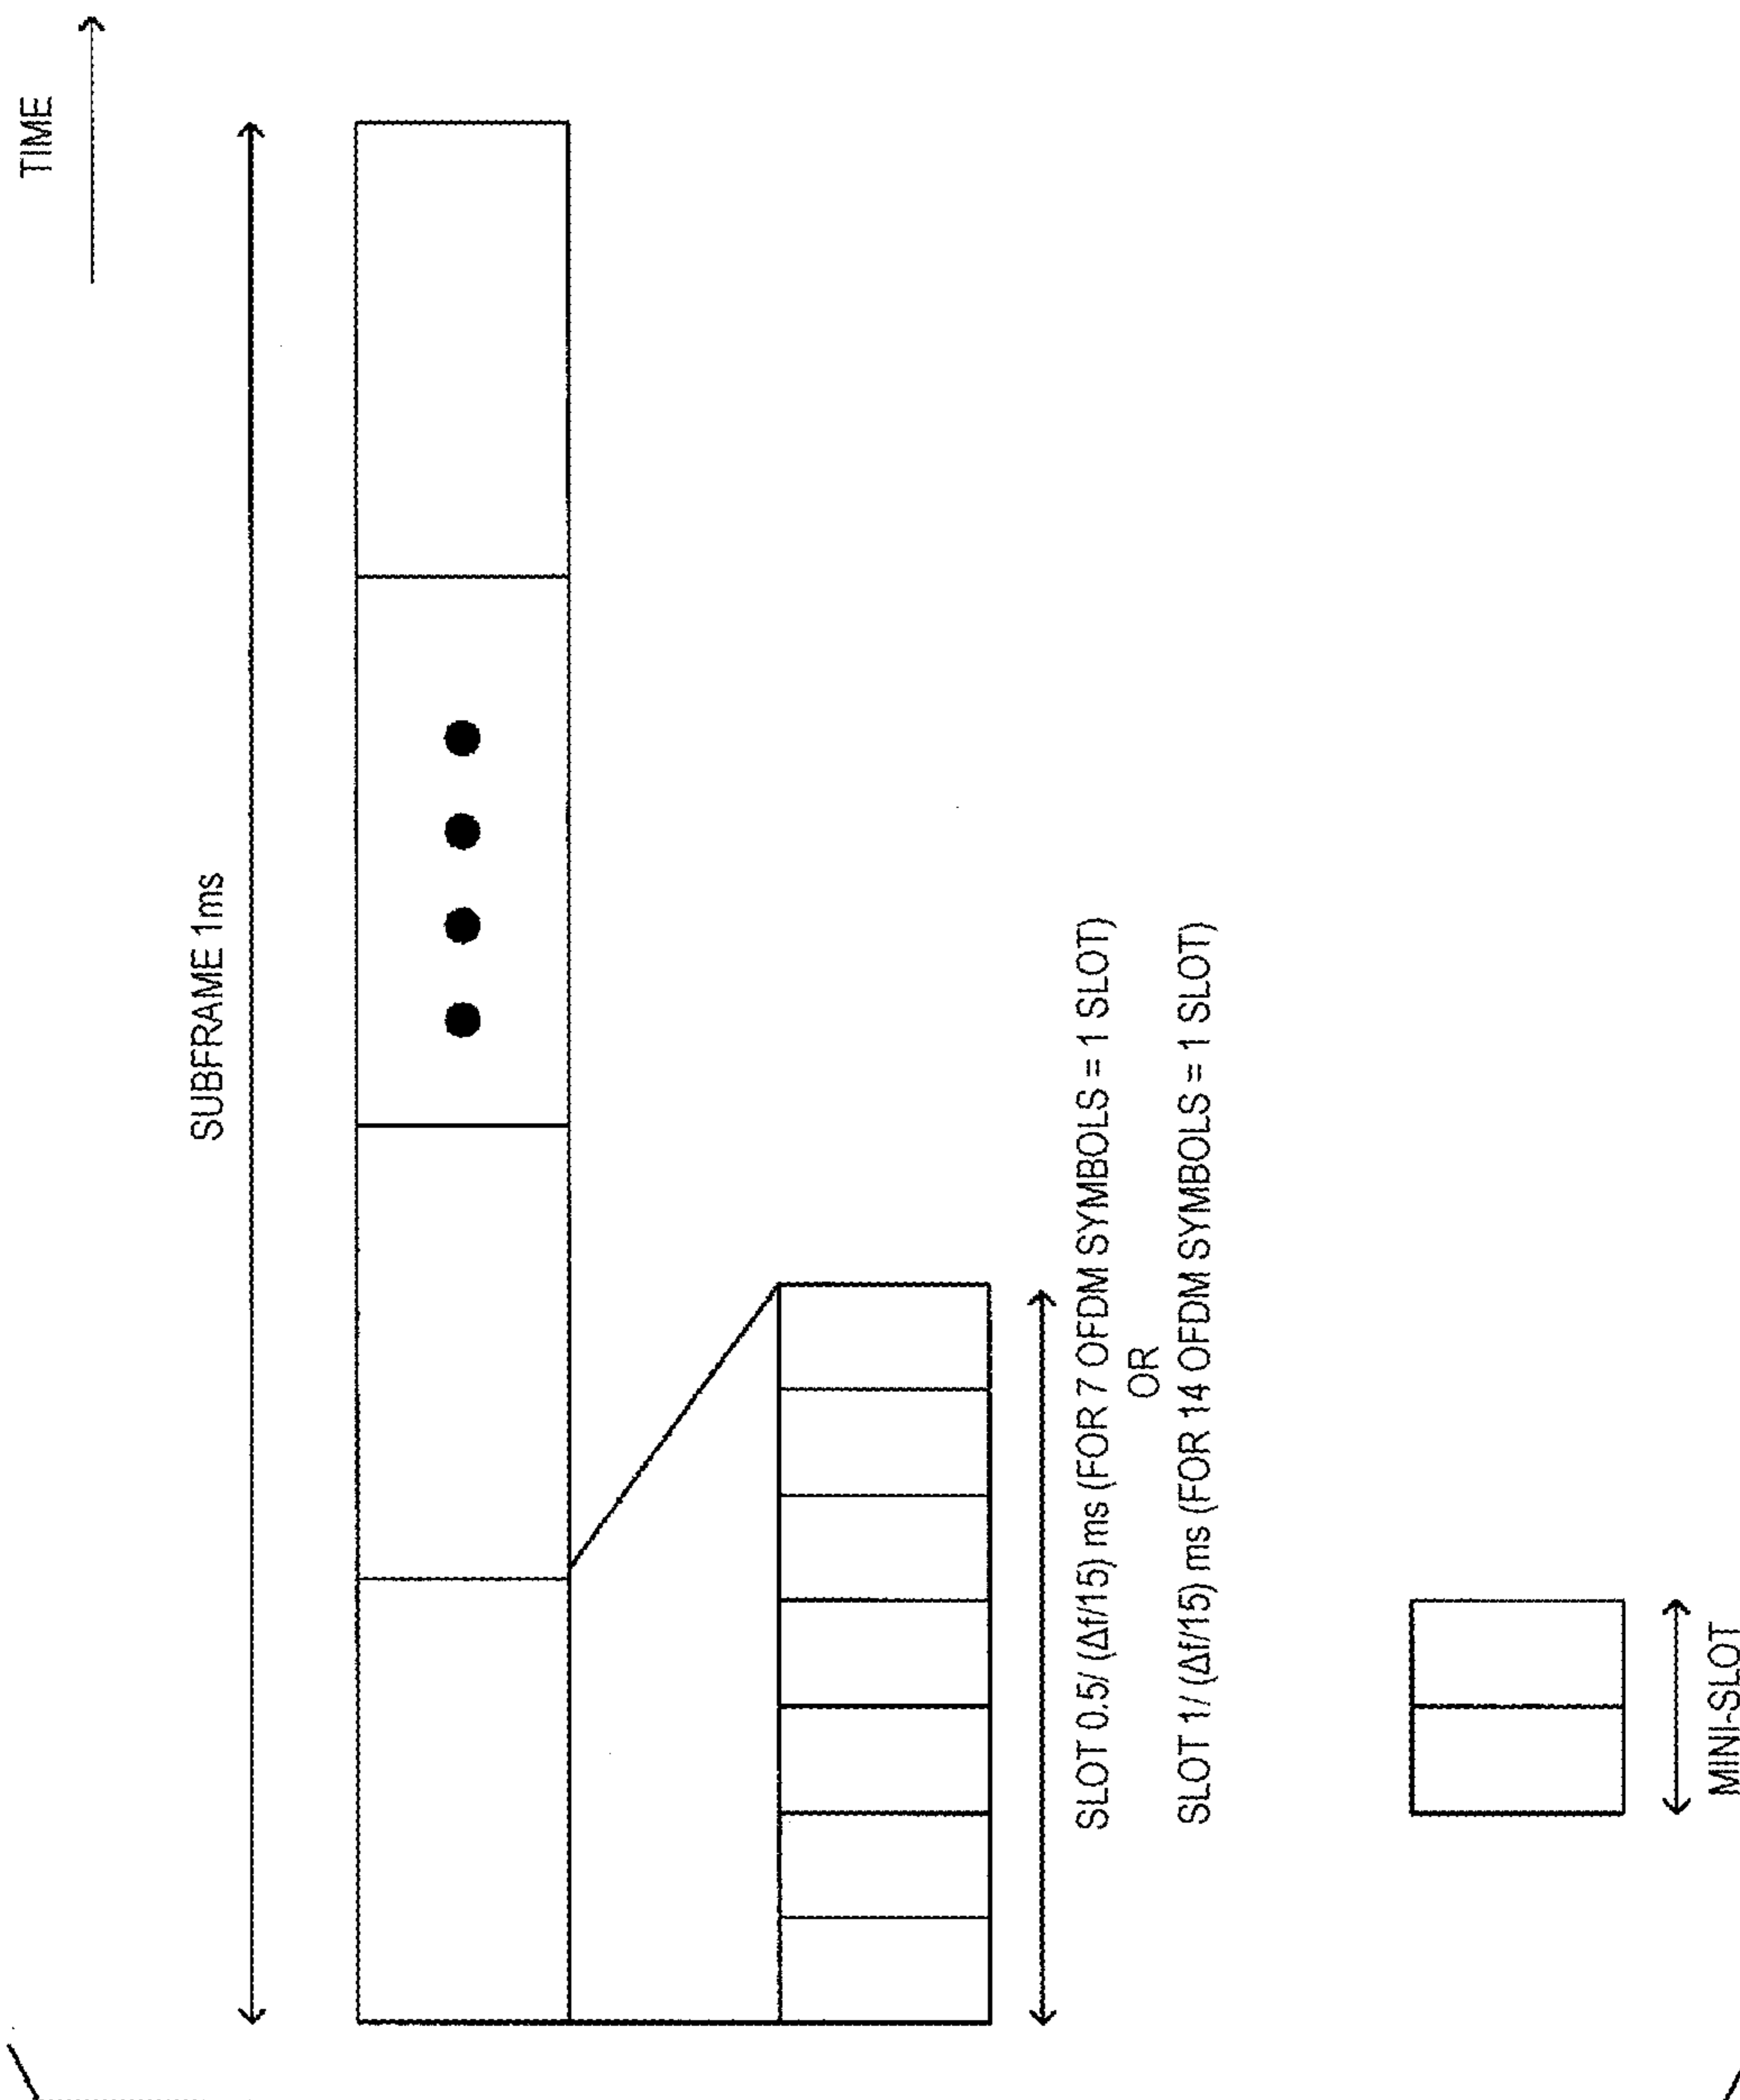 TIME
SUBFRAME 1ms
SLOT 0.5/ (Δf/15) ms (FOR 7 OFDM SYMBOLS = 1 SLOT)
OR
SLOT 1/ (Δf/15) ms (FOR 14 OFDM SYMBOLS = 1 SLOT)
MINI-SLOT